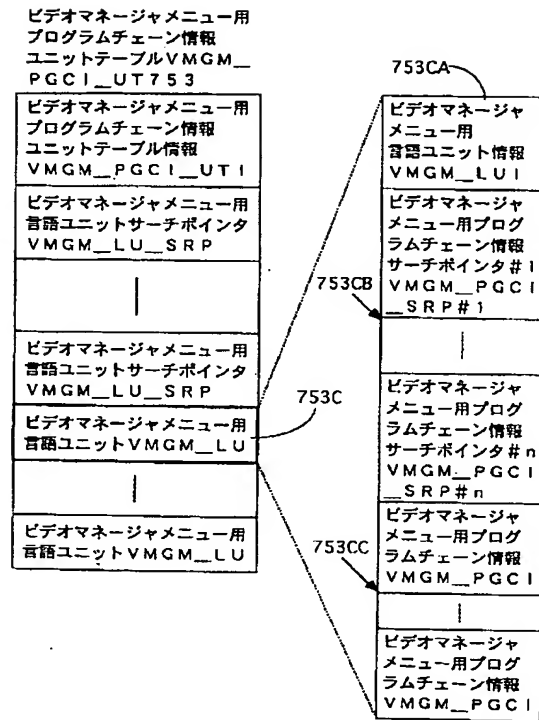 ビデオマネージャメニュー用
プログラムチェーン情報
ユニットテーブルVMGM__
PGCI__UT753
ビデオマネージャメニュー用
プログラムチェーン情報
ユニットテーブル情報
VMGM__PGCI__UTI
ビデオマネージャメニュー用
言語ユニットサーチポインタ
VMGM__LU__SRP
ビデオマネージャメニュー用
言語ユニットサーチポインタ
VMGM__LU__SRP
ビデオマネージャメニュー用
言語ユニットVMGM__LU
ビデオマネージャメニュー用
言語ユニットVMGM__LU
753C
753CA
ビデオマネージャ
メニュー用
言語ユニット情報
VMGM__LUI
ビデオマネージャ
メニュー用プログ
ラムチェーン情報
サーチポインタ#1
VMGM__PGCI
__SRP#1
753CB
ビデオマネージャ
メニュー用プログ
ラムチェーン情報
サーチポインタ#n
VMGM__PGCI
__SRP#n
ビデオマネージャ
メニュー用プログ
ラムチェーン情報
VMGM__PGCI
753CC
ビデオマネージャ
メニュー用プログ
ラムチェーン情報
VMGM__PGCI